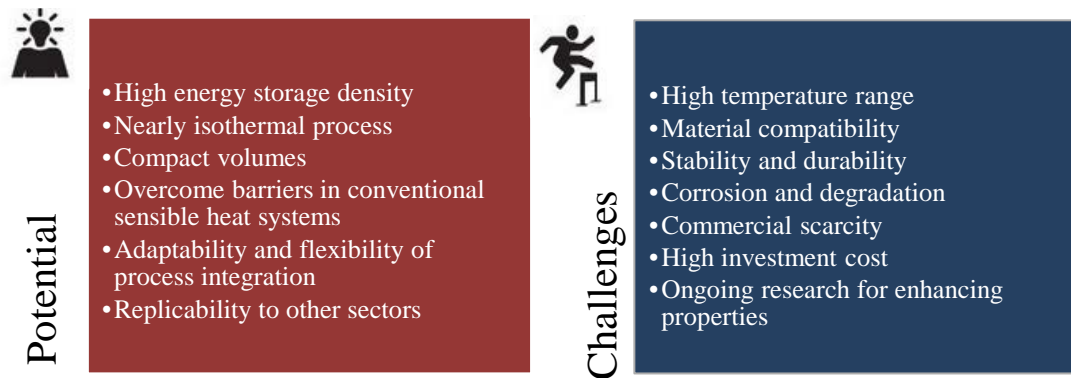 Potential
•High energy storage density
•Nearly isothermal process
•Compact volumes
•Overcome barriers in conventional
sensible heat systems
•Adaptability and flexibility of
process integration
•Replicability to other sectors
Challenges
•High temperature range
•Material compatibility
•Stability and durability
•Corrosion and degradation
•Commercial scarcity
•High investment cost
•Ongoing research for enhancing
properties